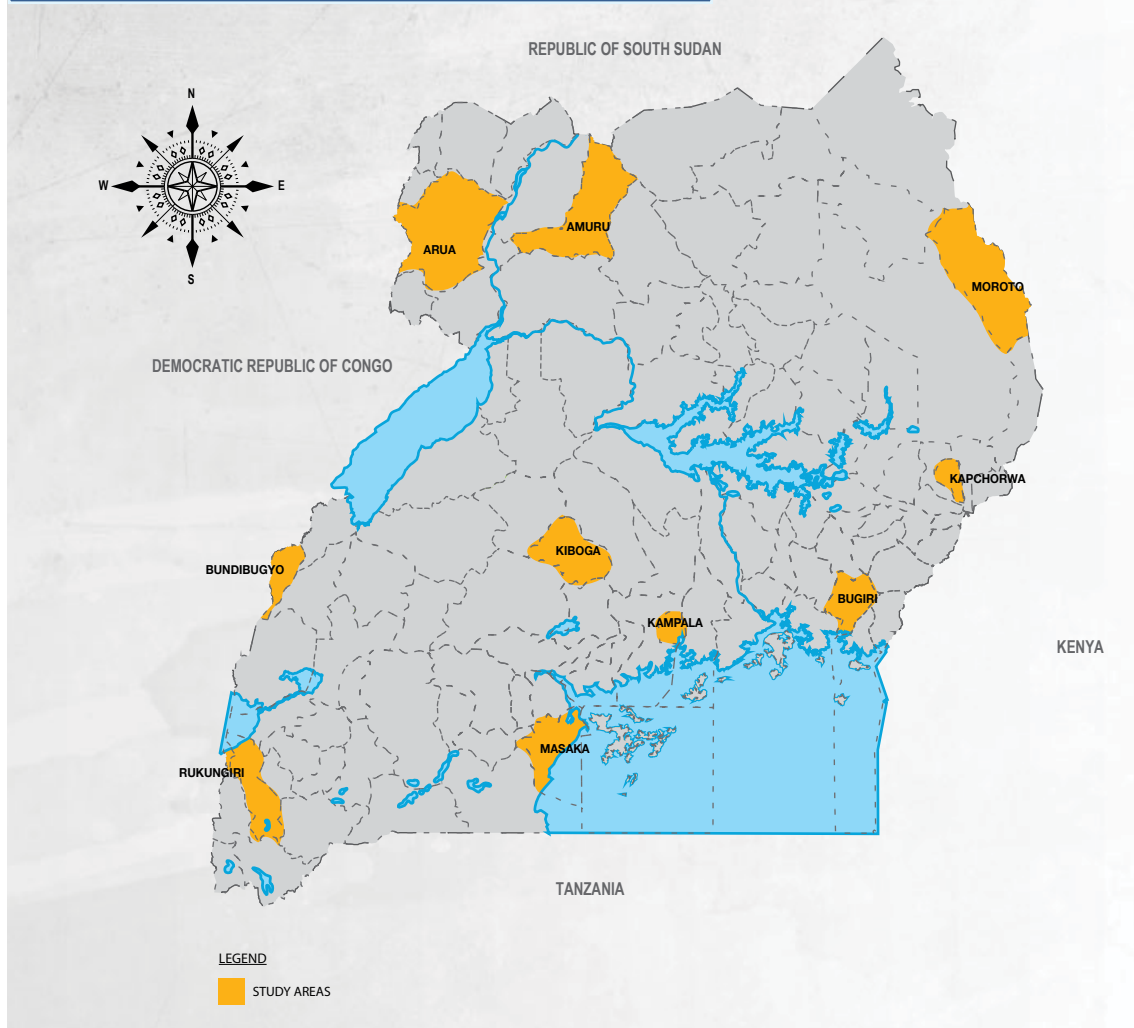 REPUBLIC OF SOUTH SUDAN
N
W
E
S
AMURU
ARUA
MOROTO
DEMOCRATIC REPUBLIC OF CONGO
KAPCHORWA
KIBOGA
BUNDIBUGYO
BUGIRI
KAMPALA
KENYA
MASAKA
RUKUNGIRI
TANZANIA
LEGEND
STUDY AREAS